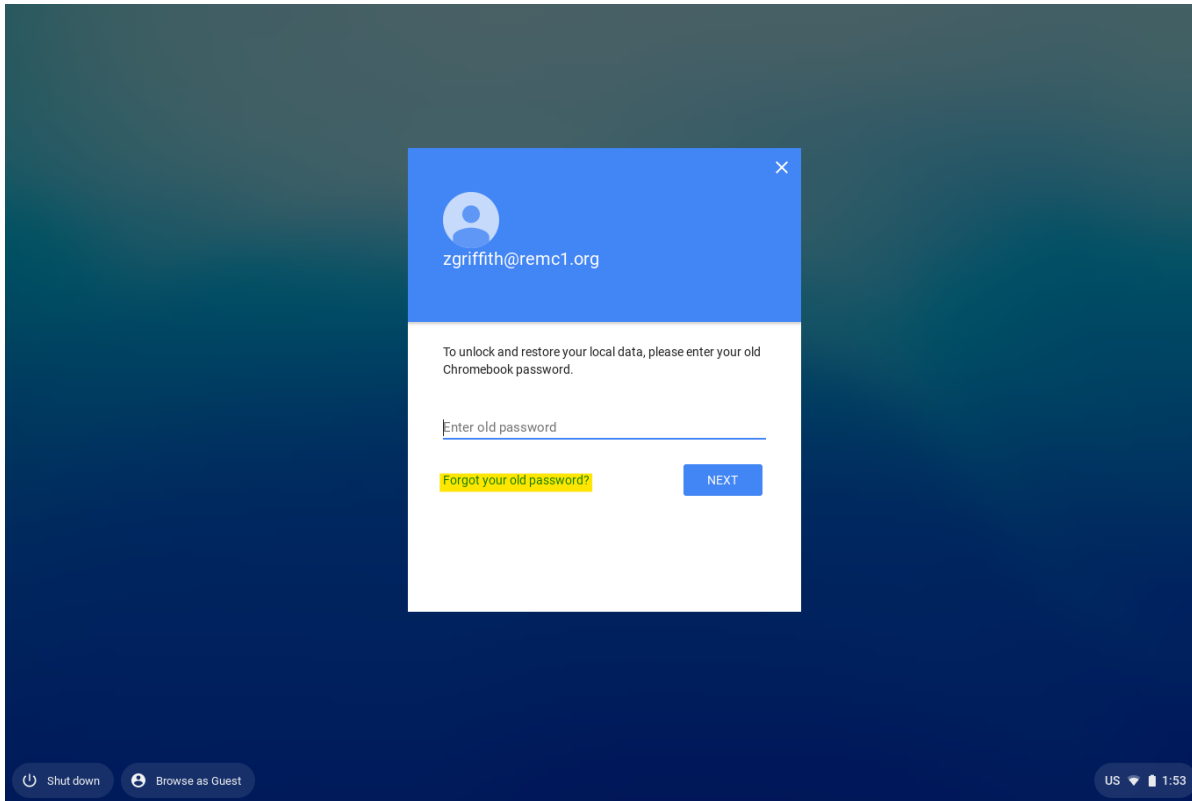 zgriffith@remc1.org
To unlock and restore your local data, please enter your old
Chromebook password.
Enter old password
Forgot your old password?
NEXT
Shut down
Browse as Guest
US
1:53